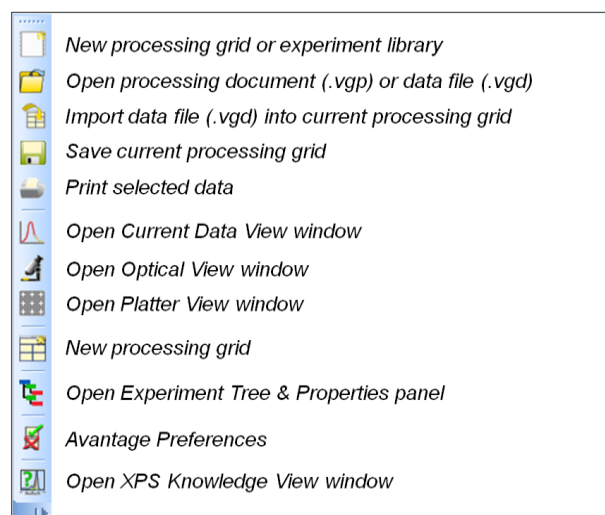 New processing grid or experiment library
Open processing document (.vgp) or data file (.vgd)
Import data file (.vgd) into current processing grid
Save current processing grid
Print selected data
Open Current Data View window
Open Optical View window
Open Platter View window
New processing grid
Open Experiment Tree & Properties panel
Avantage Preferences
Open XPS Knowledge View window